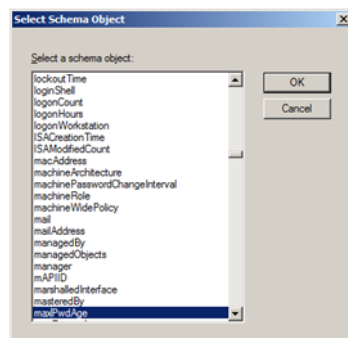 Select Schema Object
Select a schema object:
lockoutTime
loginShell
logonCount
logonHours
logonWorkstation
lSACreationTime
lSAModifiedCount
macAddress
machineArchitecture
machinePasswordChangeInterval
machineRole
machineWidePolicy
mail
mailAddress
managedBy
managedObjects
manager
mAPIID
marshalledInterface
masteredBy
maxPwdAge
OK
Cancel